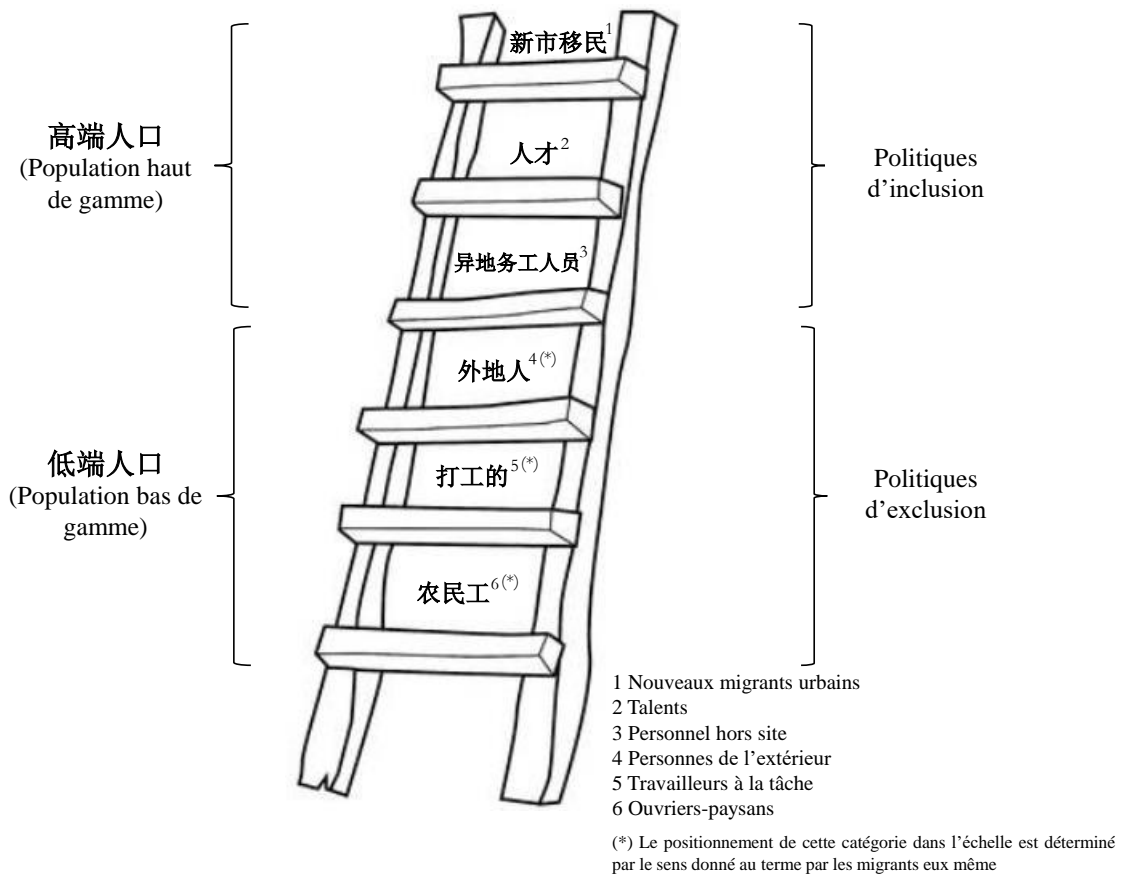 新市移民1
高端人口
(Population haut
de gamme)
人才2
Politiques
d’inclusion
异地务工人员3
外地人4(*)
低端人口
(Population bas de
gamme)
打工的5(*)
Politiques
d’exclusion
农民工6(*)
1 Nouveaux migrants urbains
2 Talents
3 Personnel hors site
4 Personnes de l’extérieur
5 Travailleurs à la tâche
6 Ouvriers-paysans
(*) Le positionnement de cette catégorie dans l’échelle est déterminé
par le sens donné au terme par les migrants eux même